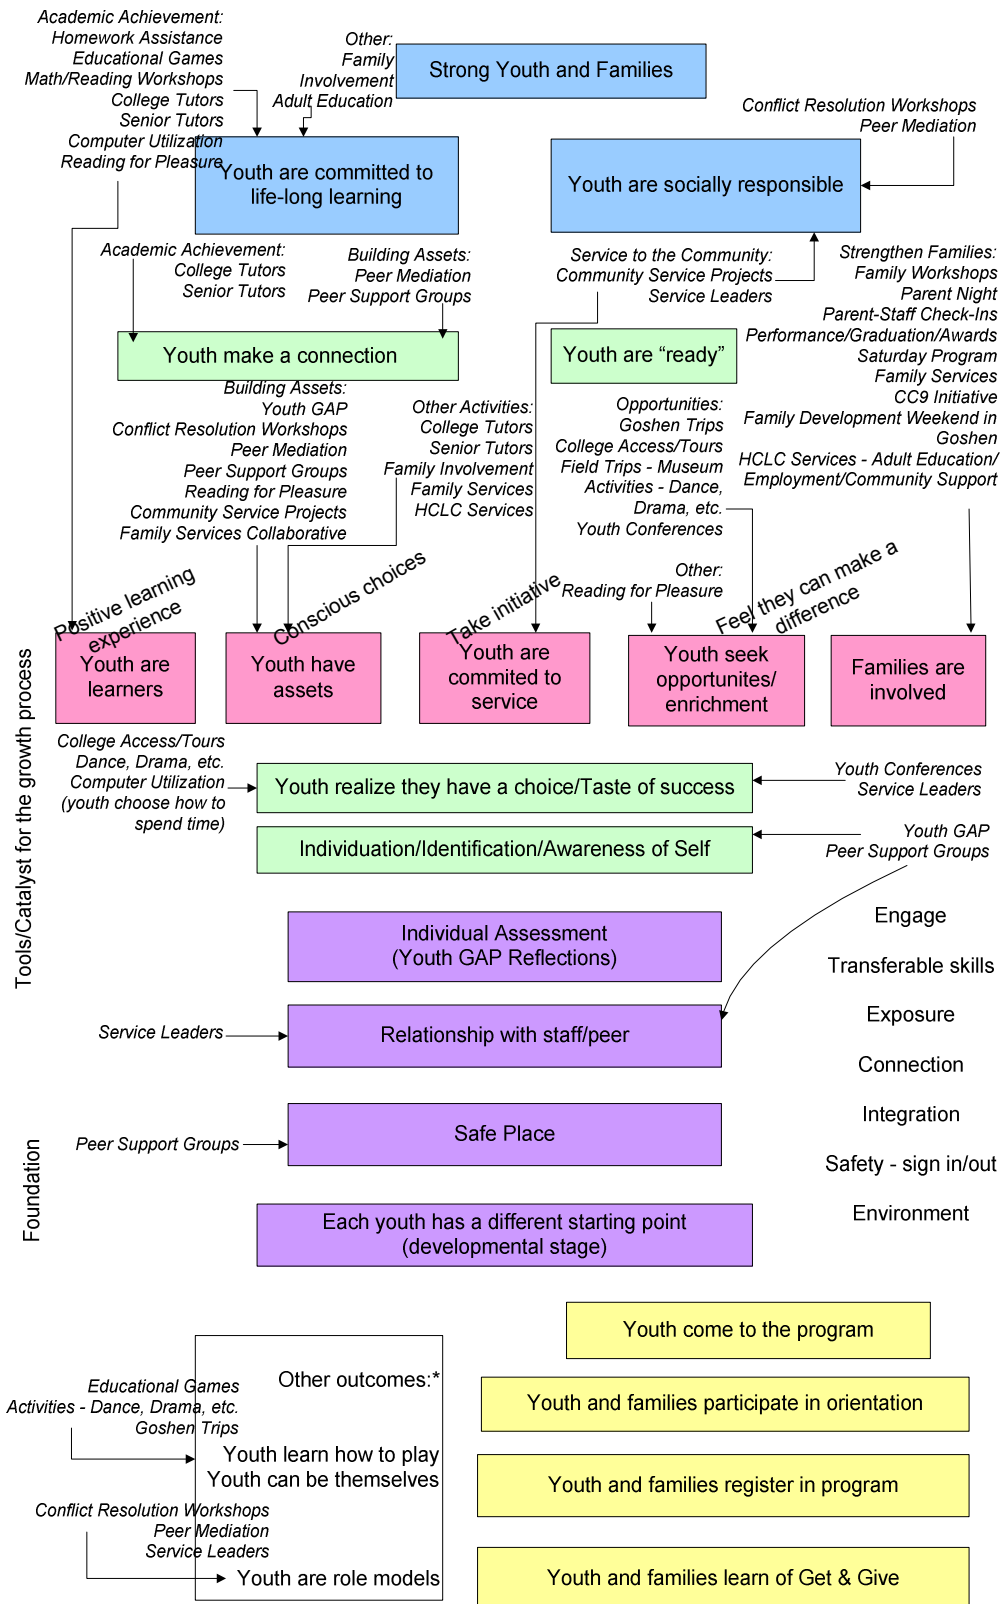 Academic Achievement:
Homework Assistance
Educational Games
Math/Reading Workshops
College Tutors
Senior Tutors
Computer Utilization
Reading for Pleasure
Other:
Family
Involvement
Adult Education
Strong Youth and Families
Conflict Resolution Workshops
Peer Mediation
Youth are committed to
life-long learning
Youth are socially responsible
Academic Achievement:
College Tutors
Senior Tutors
Building Assets:
Peer Mediation
Peer Support Groups
Service to the Community:
Community Service Projects
Service Leaders
Strengthen Families:
Family Workshops
Parent Night
Parent-Staff Check-Ins
Performance/Graduation/Awards
Saturday Program
Family Services
CC9 Initiative
Family Development Weekend in
Goshen
HCLC Services - Adult Education/
Employment/Community Support
Youth make a connection
Youth are “ready”
Building Assets:
Youth GAP
Conflict Resolution Workshops
Peer Mediation
Peer Support Groups
Reading for Pleasure
Community Service Projects
Family Services Collaborative
Other Activities:
College Tutors
Senior Tutors
Family Involvement
Family Services
HCLC Services
Opportunities:
Goshen Trips
College Access/Tours
Field Trips - Museum
Activities - Dance,
Drama, etc.
Youth Conferences
Other:
Reading for Pleasure
Positive learning
experience
Conscious choices
Take initiative
Feel they can make a
difference
Youth are
learners
Youth have
assets
Youth are
commited to
service
Youth seek
opportunites/
enrichment
Families are
involved
Tools/Catalyst for the growth process
College Access/Tours
Dance, Drama, etc.
Computer Utilization
(youth choose how to
spend time)
Youth realize they have a choice/Taste of success
Youth Conferences
Service Leaders
Individuation/Identification/Awareness of Self
Youth GAP
Peer Support Groups
Individual Assessment
(Youth GAP Reflections)
Engage
Transferable skills
Service Leaders
Relationship with staff/peer
Exposure
Connection
Foundation
Peer Support Groups
Safe Place
Integration
Safety - sign in/out
Each youth has a different starting point
(developmental stage)
Environment
Youth come to the program
Other outcomes:*
Educational Games
Activities - Dance, Drama, etc.
Goshen Trips
Youth and families participate in orientation
Youth learn how to play
Youth can be themselves
Youth and families register in program
Conflict Resolution Workshops
Peer Mediation
Service Leaders
Youth are role models
Youth and families learn of Get & Give